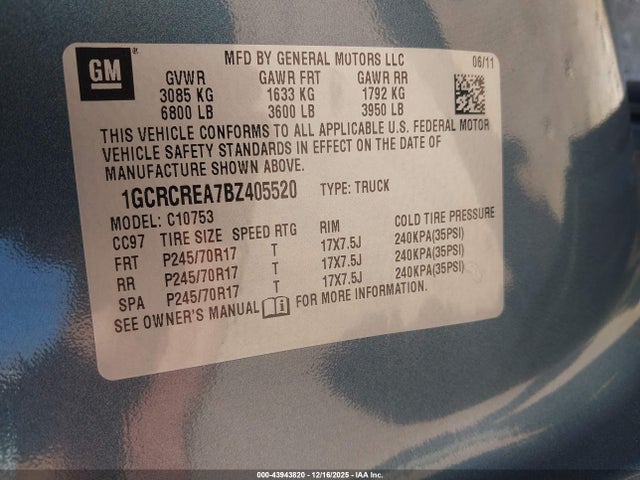 GM
MFD BY GENERAL MOTORS LLC 06/11
GVWR GAWR FRT GAWR RR
3085 KG 1633 KG 1792 KG
6800 LB 3600 LB 3950 LB
THIS VEHICLE CONFORMS TO ALL APPLICABLE U.S. FEDERAL MOTOR
VEHICLE SAFETY STANDARDS IN EFFECT ON THE DATE OF
MANUFACTURE SHOWN ABOVE.
1GCRCREA7BZ405520 TYPE: TRUCK
MODEL: C10753
CC97 TIRE SIZE SPEED RTG RIM COLD TIRE PRESSURE
FRT P245/70R17 T 17X7.5J 240KPA(35PSI)
RR P245/70R17 T 17X7.5J 240KPA(35PSI)
SPA P245/70R17 T 17X7.5J 240KPA(35PSI)
SEE OWNER'S MANUAL FOR MORE INFORMATION.
000-43943820 - 12/16/2025 - IAA Inc.